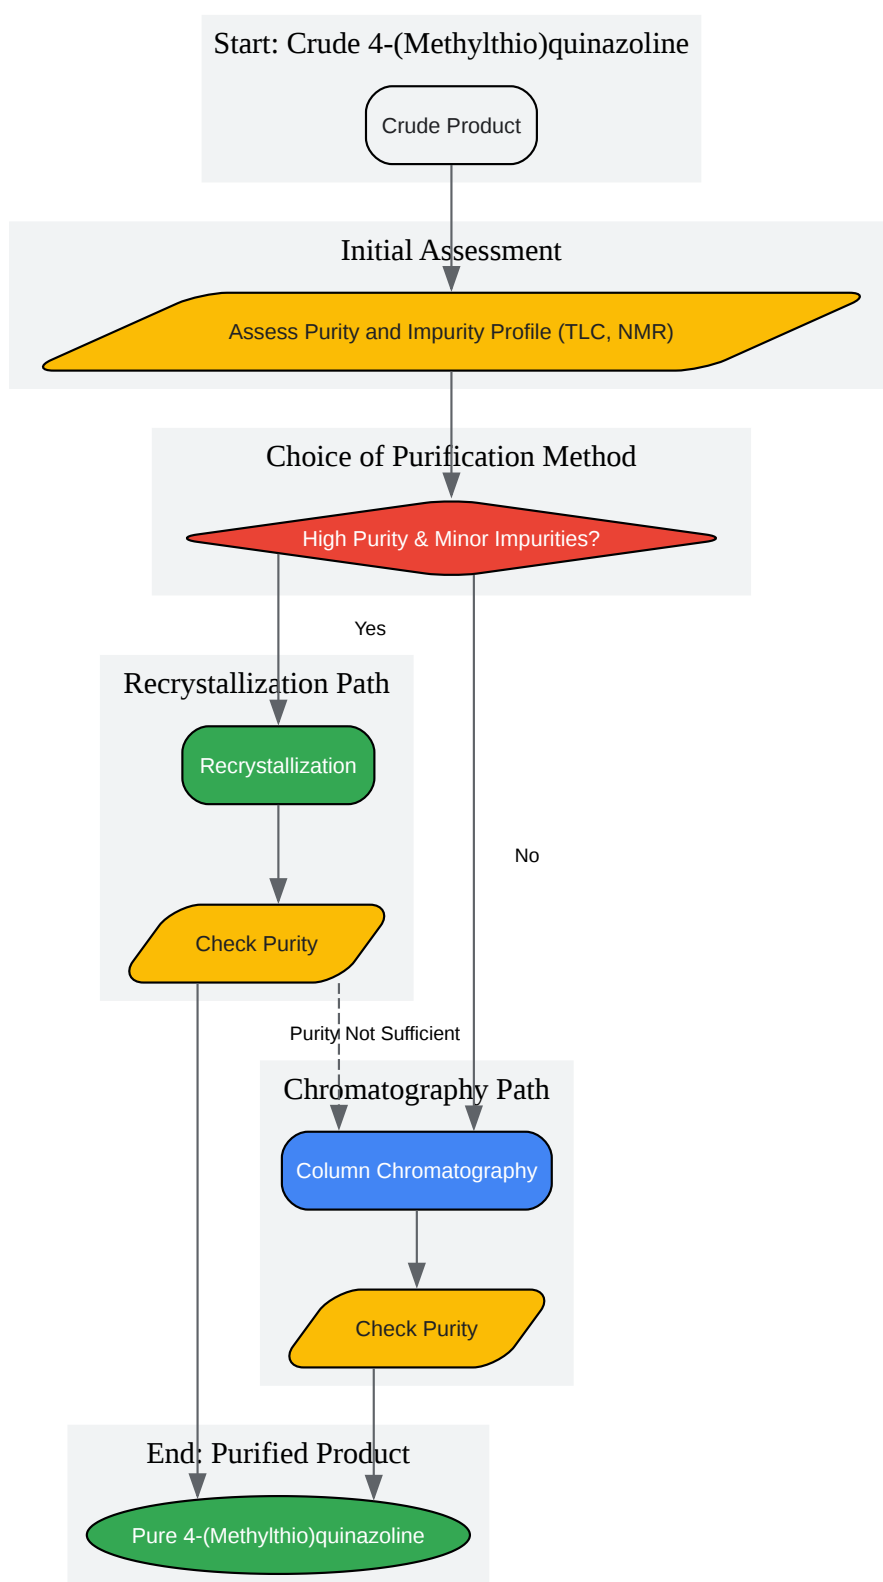 Start: Crude 4-(Methylthio)quinazoline
Crude Product
Initial Assessment
Assess Purity and Impurity Profile (TLC, NMR)
Choice of Purification Method
High Purity & Minor Impurities?
Yes
Recrystallization Path
Recrystallization
No
Check Purity
Purity Not Sufficient
Chromatography Path
Column Chromatography
Check Purity
End: Purified Product
Pure 4-(Methylthio)quinazoline